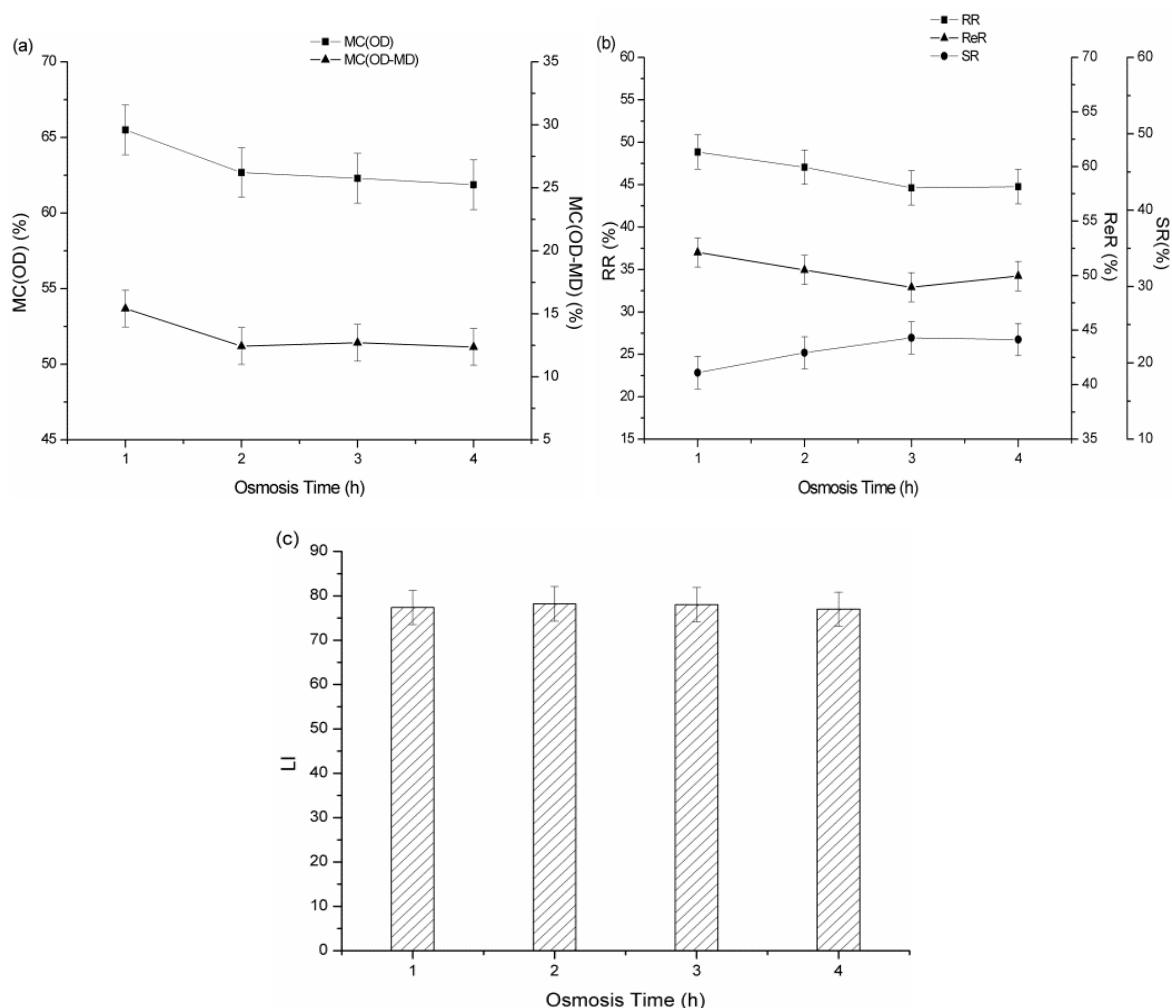 (a)
MC(OD)
MC(OD-MD)
70
65
60
55
50
45
MC(OD) (%)
35
30
25
20
15
10
5
MC(OD-MD) (%)
1 2 3 4
Osmosis Time (h)
(b)
RR
ReR
SR
60
55
50
45
40
35
30
25
20
15
RR (%)
70
65
60
55
50
45
40
35
ReR (%)
60
50
40
30
20
10
SR(%)
1 2 3 4
Osmosis Time (h)
(c)
90
80
70
60
50
40
30
20
10
0
LI
1 2 3 4
Osmosis Time (h)